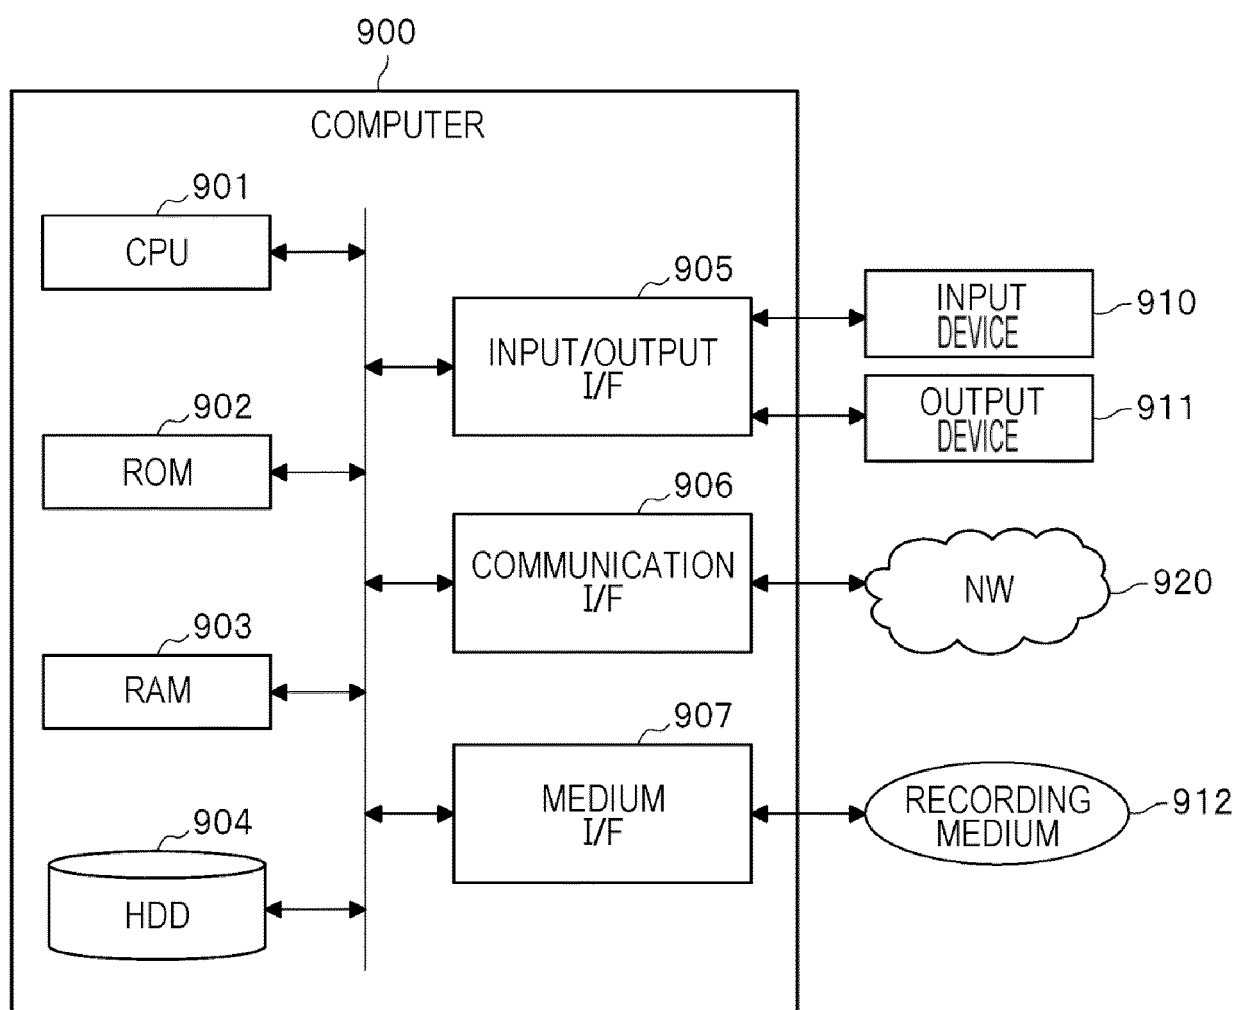 900
COMPUTER
901
CPU
905
INPUT/OUTPUT
I/F
INPUT
DEVICE
910
OUTPUT
DEVICE
911
902
ROM
906
COMMUNICATION
I/F
NW
920
903
RAM
907
MEDIUM
I/F
RECORDING
MEDIUM
912
904
HDD